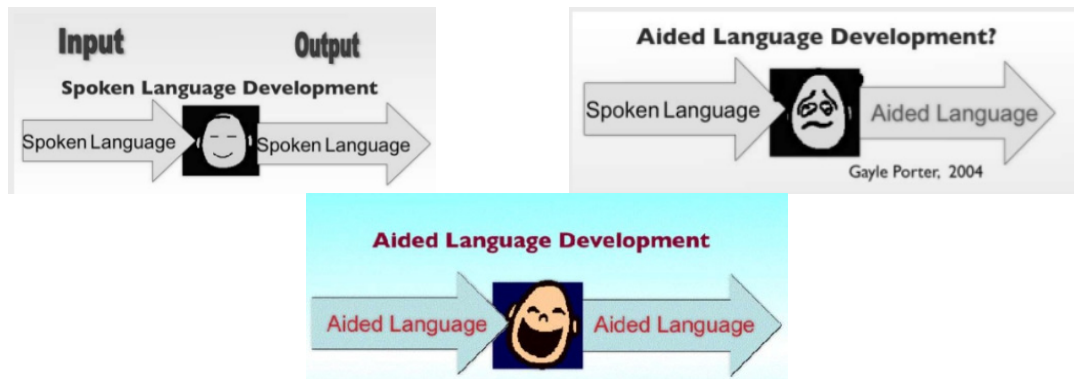 Input
Output
Spoken Language Development
Spoken Language
Spoken Language
Aided Language Development?
Spoken Language
Aided Language
Gayle Porter, 2004
Aided Language Development
Aided Language
Aided Language